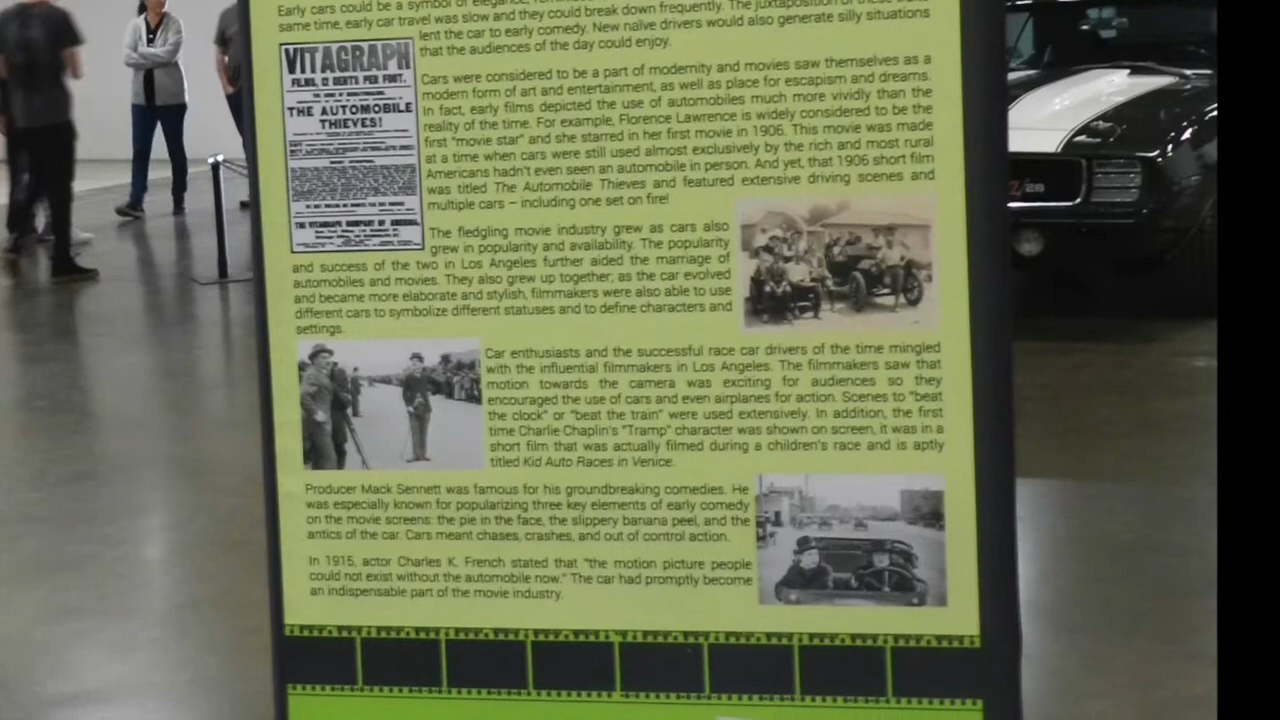 Early cars could be a symbol of elegance,
same time, early car travel was slow and they could break down frequently. The juxtaposition of these
lent the car to early comedy. New naïve drivers would also generate silly situations
that the audiences of the day could enjoy.
VITAGRAPH
FILMS, 12 CENTS PER FOOT.
THE AUTOMOBILE
THIEVES!
THE VITAGRAPH COMPANY OF AMERICA
Cars were considered to be a part of modernity and movies saw themselves as a
modern form of art and entertainment, as well as place for escapism and dreams.
In fact, early films depicted the use of automobiles much more vividly than the
reality of the time. For example, Florence Lawrence is widely considered to be the
first "movie star" and she starred in her first movie in 1906. This movie was made
at a time when cars were still used almost exclusively by the rich and most rural
Americans hadn't even seen an automobile in person. And yet, that 1906 short film
was titled The Automobile Thieves and featured extensive driving scenes and
multiple cars – including one set on fire!
The fledgling movie industry grew as cars also
grew in popularity and availability. The popularity
and success of the two in Los Angeles further aided the marriage of
automobiles and movies. They also grew up together; as the car evolved
and became more elaborate and stylish, filmmakers were also able to use
different cars to symbolize different statuses and to define characters and
settings.
Car enthusiasts and the successful race car drivers of the time mingled
with the influential filmmakers in Los Angeles. The filmmakers saw that
motion towards the camera was exciting for audiences so they
encouraged the use of cars and even airplanes for action. Scenes to "beat
the clock" or "beat the train" were used extensively. In addition, the first
time Charlie Chaplin's "Tramp" character was shown on screen, it was in a
short film that was actually filmed during a children's race and is aptly
titled Kid Auto Races in Venice.
Producer Mack Sennett was famous for his groundbreaking comedies. He
was especially known for popularizing three key elements of early comedy
on the movie screens: the pie in the face, the slippery banana peel, and the
antics of the car. Cars meant chases, crashes, and out of control action.
In 1915, actor Charles K. French stated that "the motion picture people
could not exist without the automobile now." The car had promptly become
an indispensable part of the movie industry.
Z/28